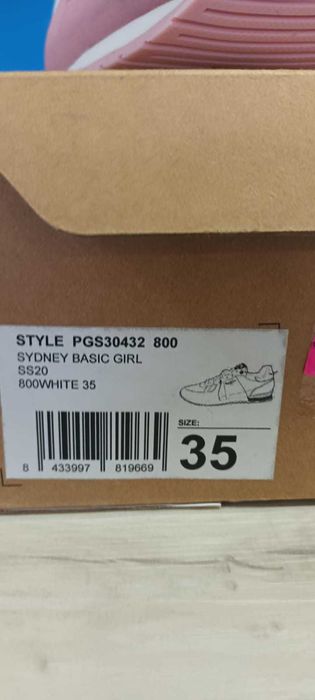 STYLE PGS30432 800
SYDNEY BASIC GIRL
SS20
800WHITE 35
SIZE:
35
8 433997 819669